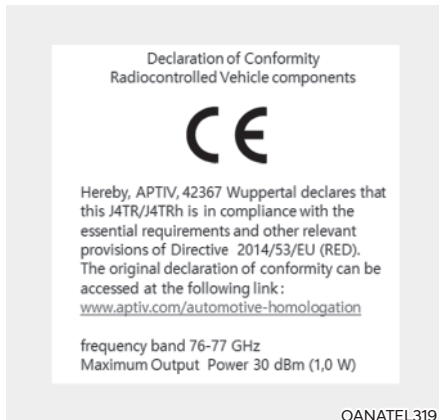 Declaration of Conformity
Radiocontrolled Vehicle components
CE
Hereby, APTIV, 42367 Wuppertal declares that
this J4TR/J4TRh is in compliance with the
essential requirements and other relevant
provisions of Directive 2014/53/EU (RED).
The original declaration of conformity can be
accessed at the following link :
www.aptiv.com/automotive-homologation
frequency band 76-77 GHz
Maximum Output Power 30 dBm (1,0 W)
OANATEL319